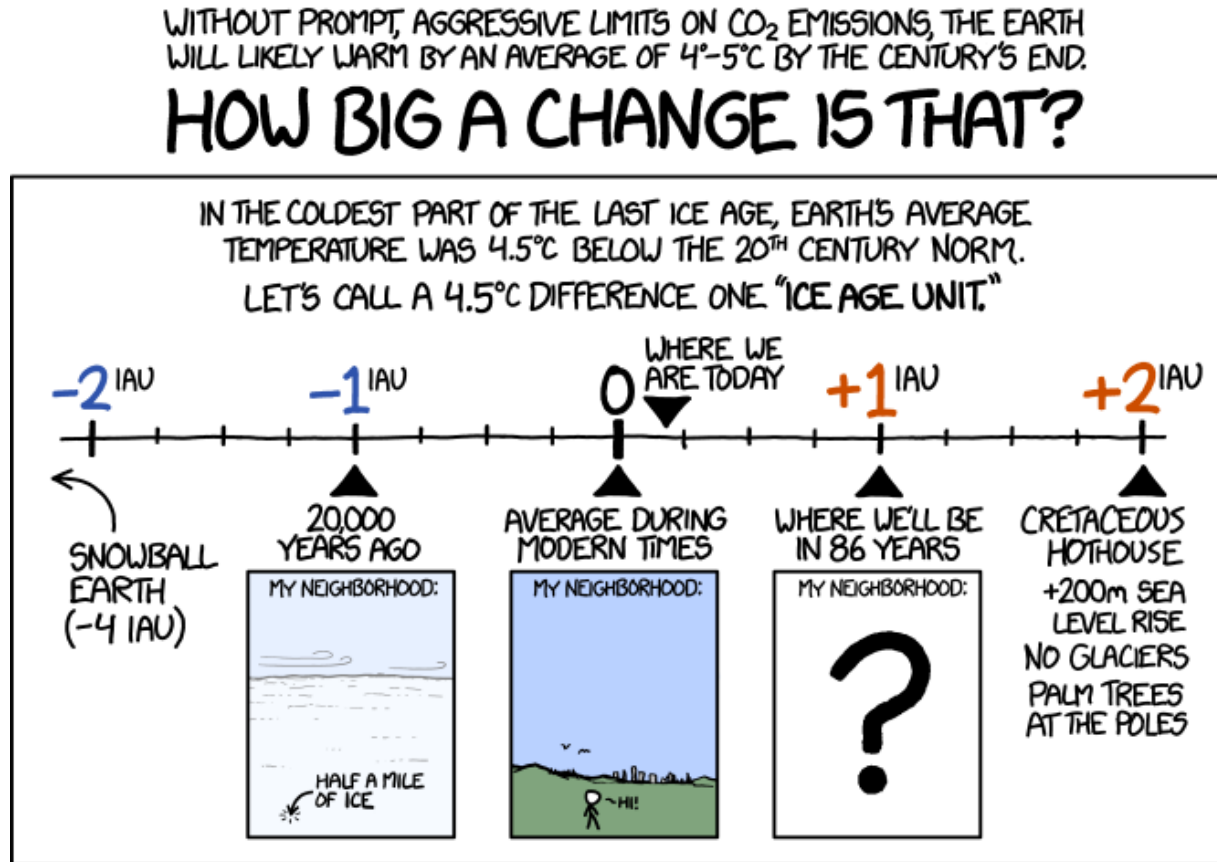 WITHOUT PROMPT, AGGRESSIVE LIMITS ON CO₂ EMISSIONS, THE EARTH
WILL LIKELY WARM BY AN AVERAGE OF 4°-5°C BY THE CENTURY'S END.
HOW BIG A CHANGE IS THAT?
IN THE COLDEST PART OF THE LAST ICE AGE, EARTH'S AVERAGE
TEMPERATURE WAS 4.5°C BELOW THE 20TH CENTURY NORM.
LET'S CALL A 4.5°C DIFFERENCE ONE "ICE AGE UNIT."
-2 IAU
-1 IAU
0
WHERE WE
ARE TODAY
+1 IAU
+2 IAU
SNOWBALL
EARTH
(-4 IAU)
20,000
YEARS AGO
MY NEIGHBORHOOD:
HALF A MILE
OF ICE
AVERAGE DURING
MODERN TIMES
MY NEIGHBORHOOD:
HI!
WHERE WE'LL BE
IN 86 YEARS
MY NEIGHBORHOOD:
?
CRETACEOUS
HOTHOUSE
+200m SEA
LEVEL RISE
NO GLACIERS
PALM TREES
AT THE POLES